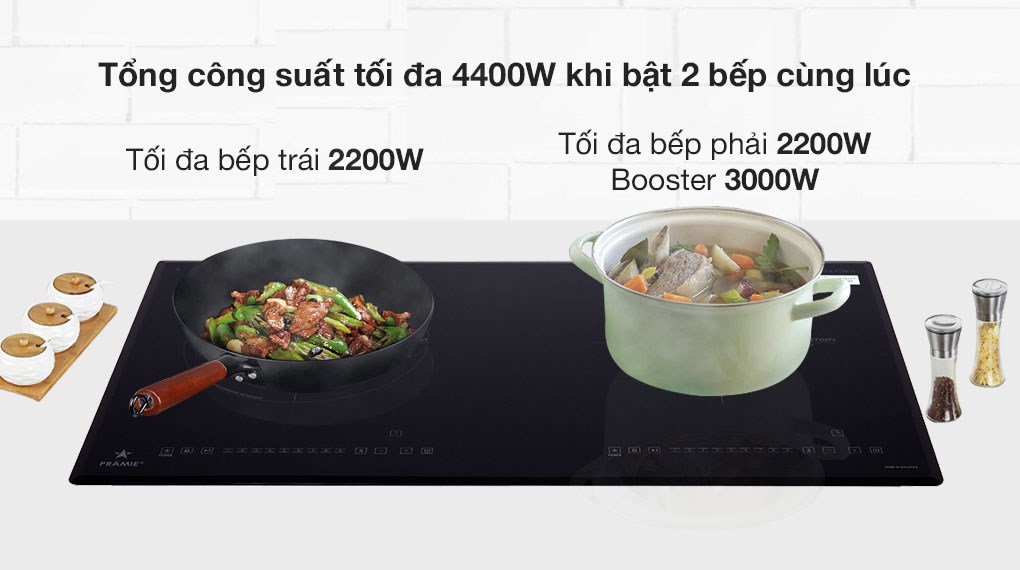 Tổng công suất tối đa 4400W khi bật 2 bếp cùng lúc
Tối đa bếp trái 2200W
Tối đa bếp phải 2200W
Booster 3000W
PRÄMIE